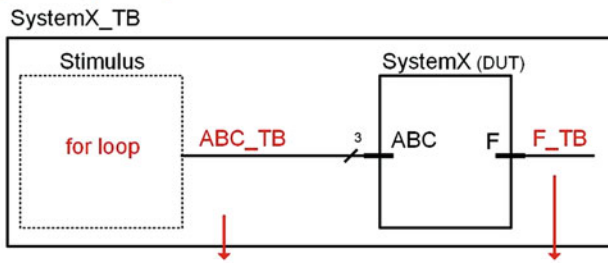 SystemX_TB
Stimulus
SystemX (DUT)
for loop
ABC_TB
3
ABC
F
F_TB